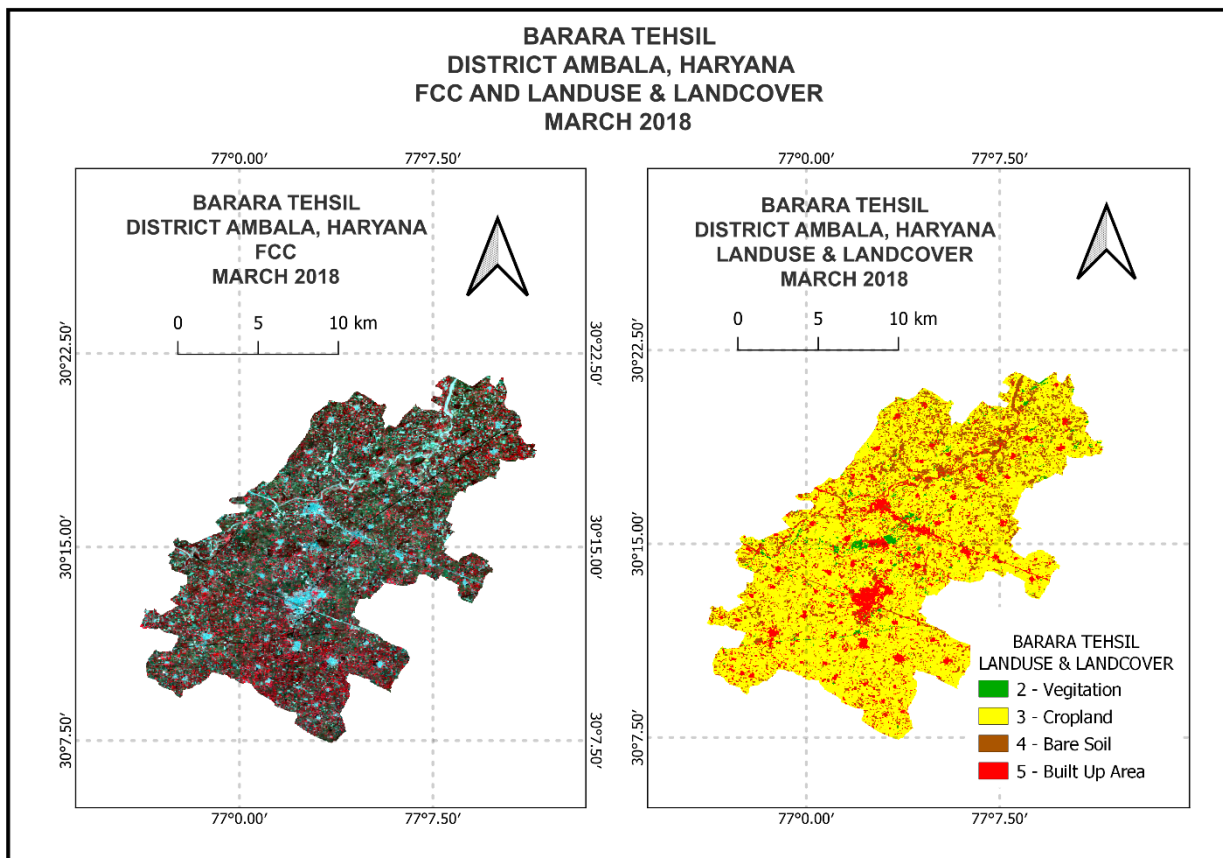 BARARA TEHSIL
DISTRICT AMBALA, HARYANA
FCC AND LANDUSE & LANDCOVER
MARCH 2018
77°0.00′ 77°7.50′
BARARA TEHSIL
DISTRICT AMBALA, HARYANA
FCC
MARCH 2018
0 5 10 km
30°22.50′ 30°22.50′
30°15.00′ 30°15.00′
30°7.50′ 30°7.50′
77°0.00′ 77°7.50′
77°0.00′ 77°7.50′
BARARA TEHSIL
DISTRICT AMBALA, HARYANA
LANDUSE & LANDCOVER
MARCH 2018
0 5 10 km
30°22.50′
30°15.00′
30°7.50′
BARARA TEHSIL
LANDUSE & LANDCOVER
2 - Vegitation
3 - Cropland
4 - Bare Soil
5 - Built Up Area
77°0.00′ 77°7.50′